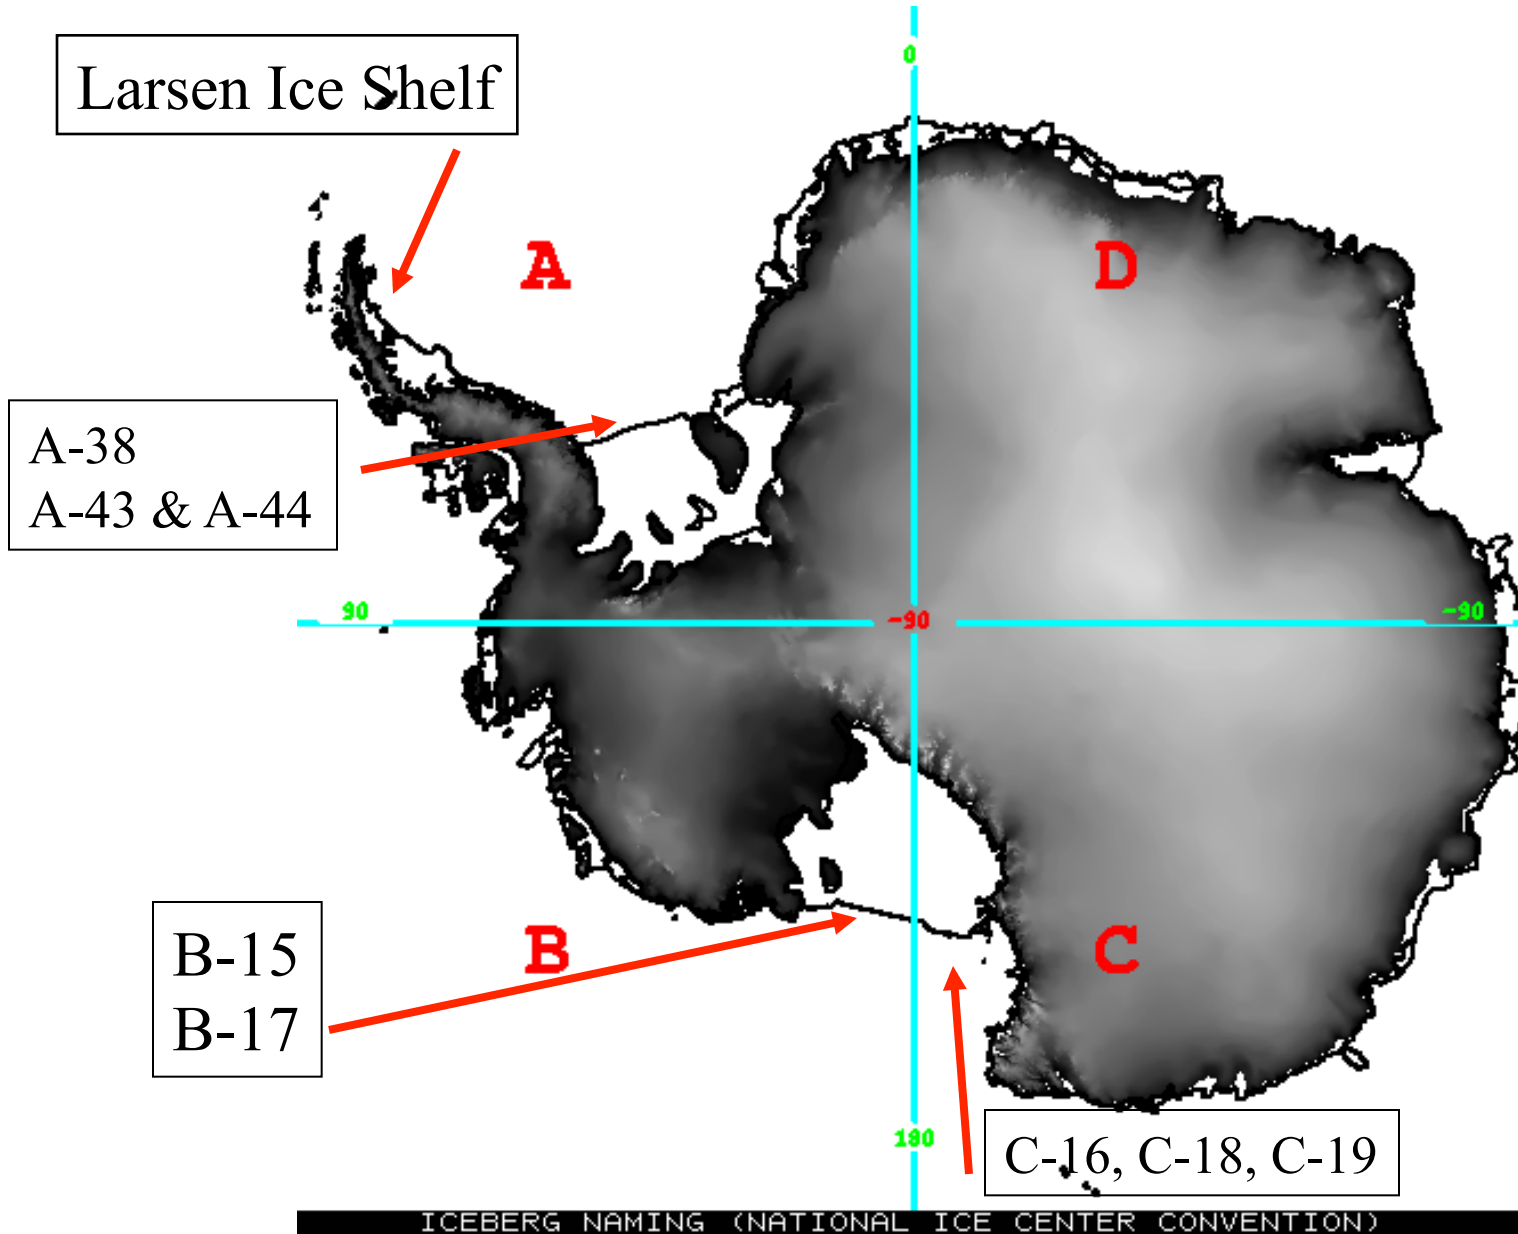 0
Larsen Ice Shelf
A
D
A-38
A-43 & A-44
90
-90
-90
B-15
B-17
B
C
180
C-16, C-18, C-19
ICEBERG NAMING (NATIONAL ICE CENTER CONVENTION)